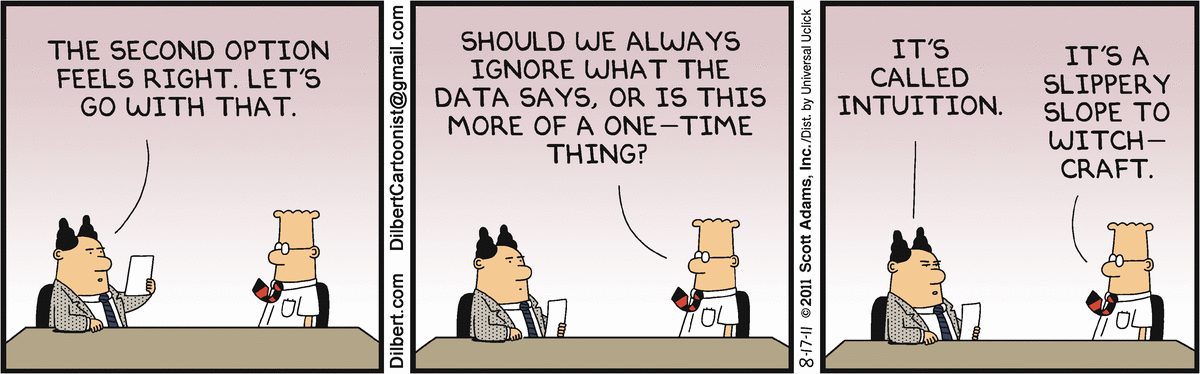 THE SECOND OPTION
FEELS RIGHT. LET'S
GO WITH THAT.
Dilbert.com DilbertCartoonist@gmail.com
SHOULD WE ALWAYS
IGNORE WHAT THE
DATA SAYS, OR IS THIS
MORE OF A ONE-TIME
THING?
8-17-11 ©2011 Scott Adams, Inc./Dist. by Universal Uclick
IT'S
CALLED
INTUITION.
IT'S A
SLIPPERY
SLOPE TO
WITCH-
CRAFT.